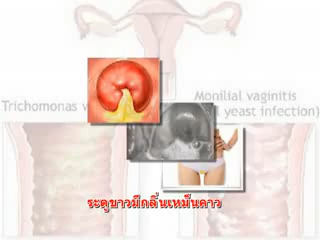 Monilial vaginitis
Trichomonas v
yeast infection)
ระดูขาวมีกลิ่นเหม็นคาว